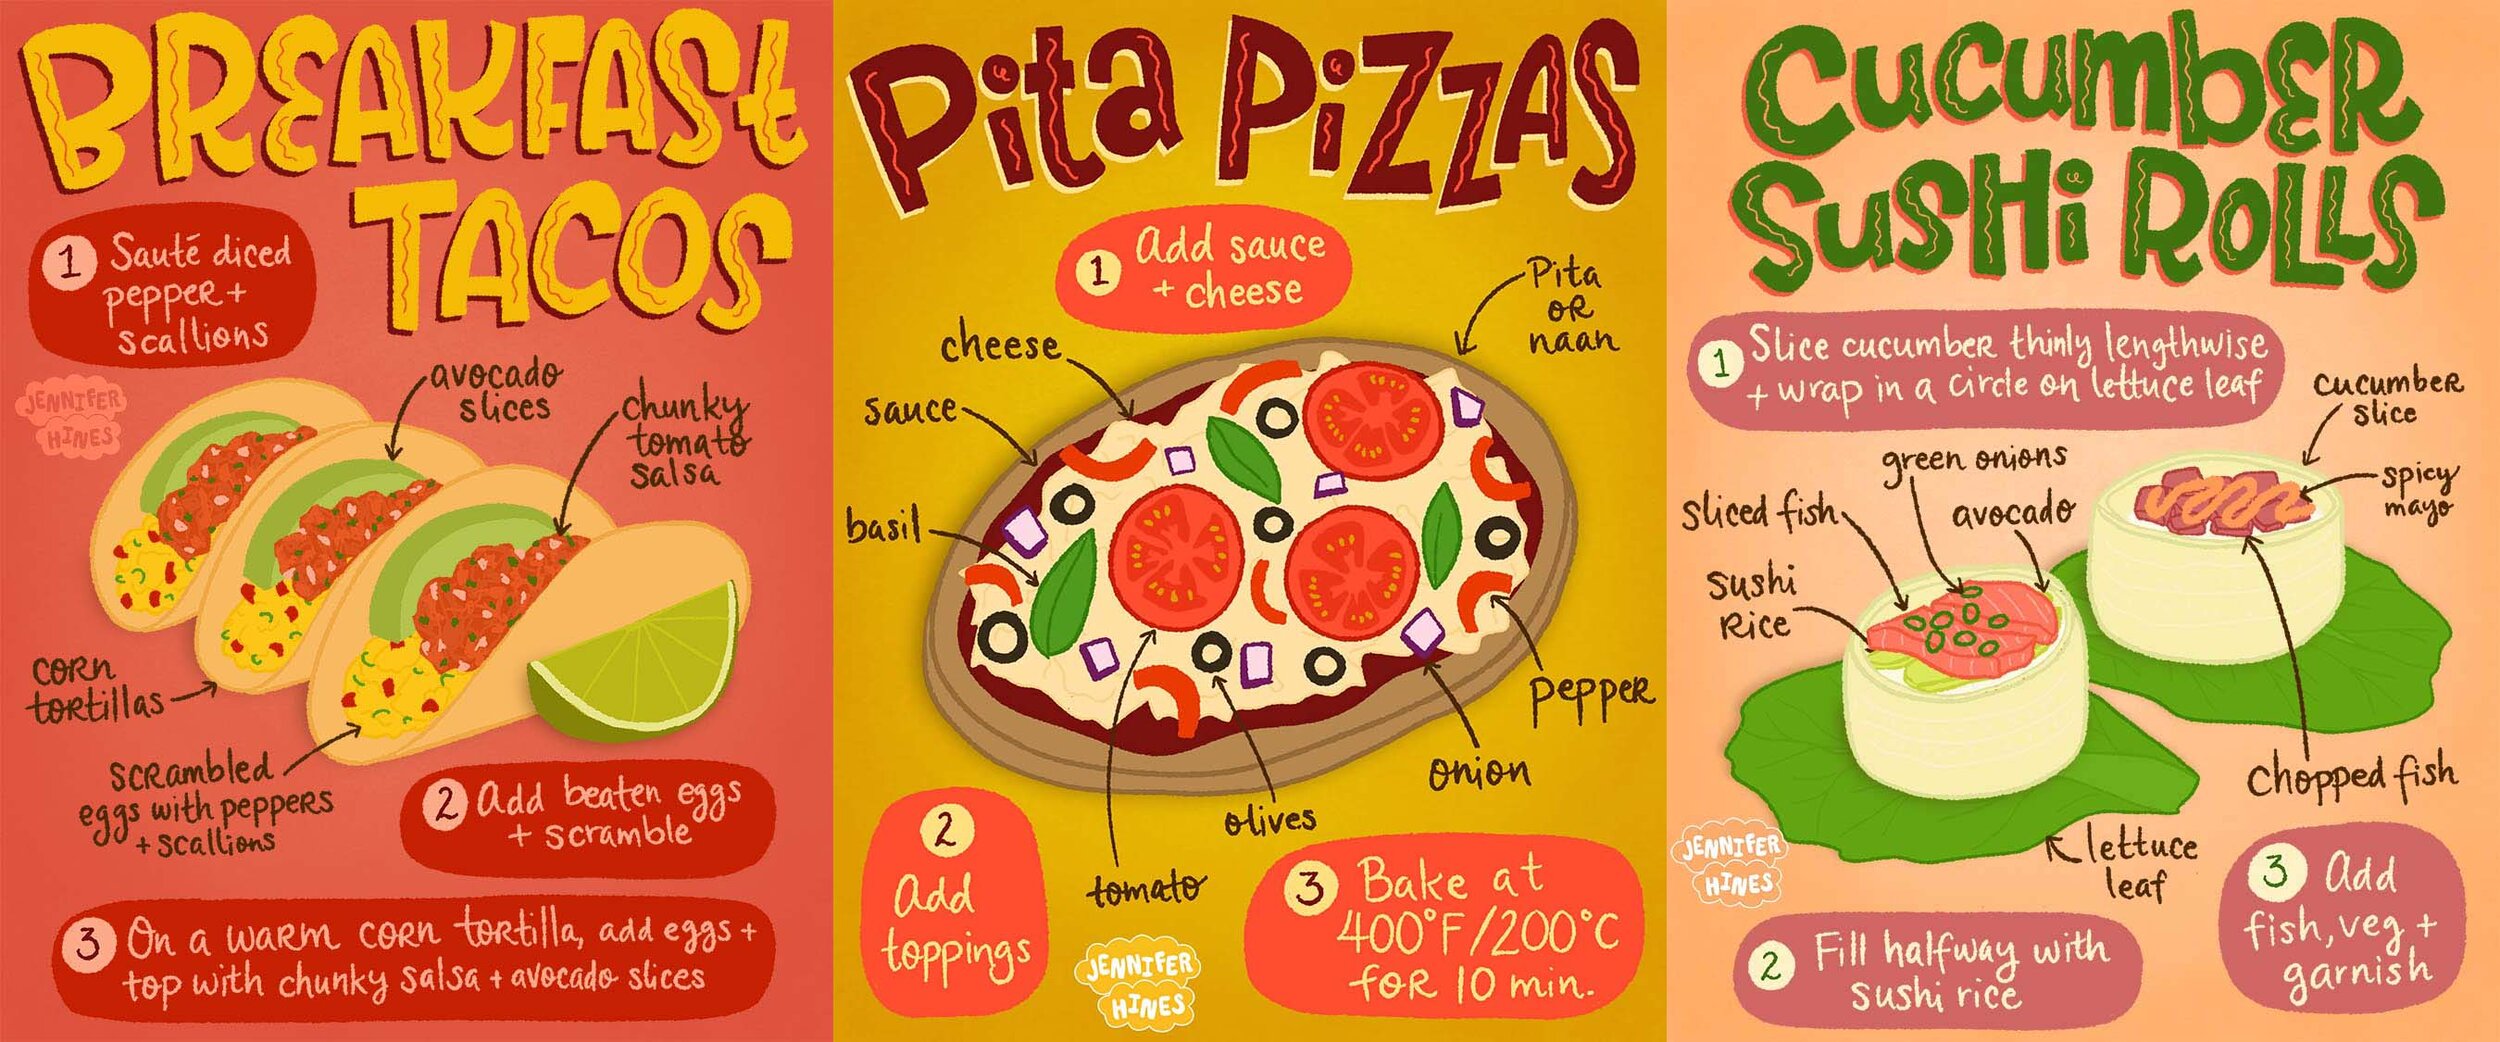 BREAKFAST
TACOS
1 Sauté diced
pepper +
scallions
JENNIFER
HINES
avocado
slices
chunky
tomato
salsa
corn
tortillas
scrambled
eggs with peppers
+ scallions
2 Add beaten eggs
+ scramble
3 On a warm corn tortilla, add eggs +
top with chunky salsa + avocado slices
Pita Pizzas
1 Add sauce
+ cheese
Pita
or
naan
cheese
sauce
basil
pepper
onion
olives
tomato
2
Add
toppings
3 Bake at
400°F/200°C
for 10 min.
JENNIFER
HINES
Cucumber
Sushi Rolls
1 Slice cucumber thinly lengthwise
+ wrap in a circle on lettuce leaf
cucumber
slice
green onions
spicy
mayo
sliced fish
avocado
sushi
rice
chopped fish
lettuce
leaf
JENNIFER
HINES
2 Fill halfway with
sushi rice
3 Add
fish, veg +
garnish